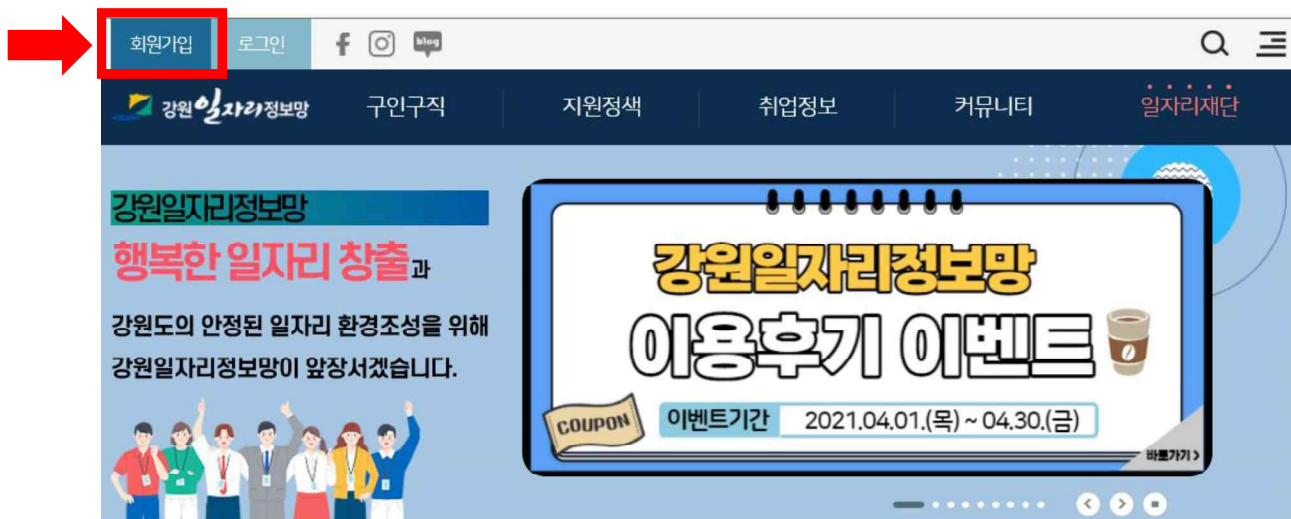 회원가입 로그인 f blog
강원일자리정보망 구인구직 지원정색 취업정보 커뮤니티 일자리재단
강원일자리정보망
행복한 일자리 창출과
강원도의 안정된 일자리 환경조성을 위해
강원일자리정보망이 앞장서겠습니다.
강원일자리정보망
이용후기 이벤트
COUPON 이벤트기간 2021.04.01.(목) ~ 04.30.(금)
바로가기 >